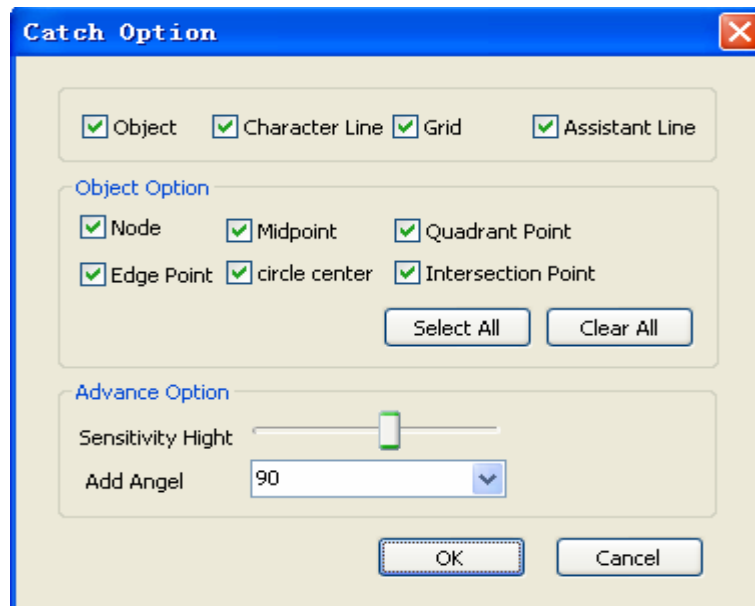 Catch Option
Object Character Line Grid Assistant Line
Object Option
Node Midpoint Quadrant Point
Edge Point circle center Intersection Point
Select All Clear All
Advance Option
Sensitivity Hight
Add Angel 90
OK Cancel